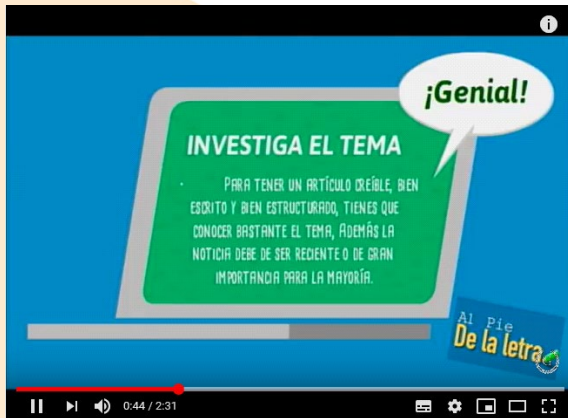 ¡Genial!
INVESTIGA EL TEMA
· PARA TENER UN ARTÍCULO CREÍBLE, BIEN
ESCRITO Y BIEN ESTRUCTURADO, TIENES QUE
CONOCER BASTANTE EL TEMA, ADEMÁS LA
NOTICIA DEBE DE SER RECIENTE O DE GRAN
IMPORTANCIA PARA LA MAYORÍA.
Al Pie
De la letra
0:44 / 2:31